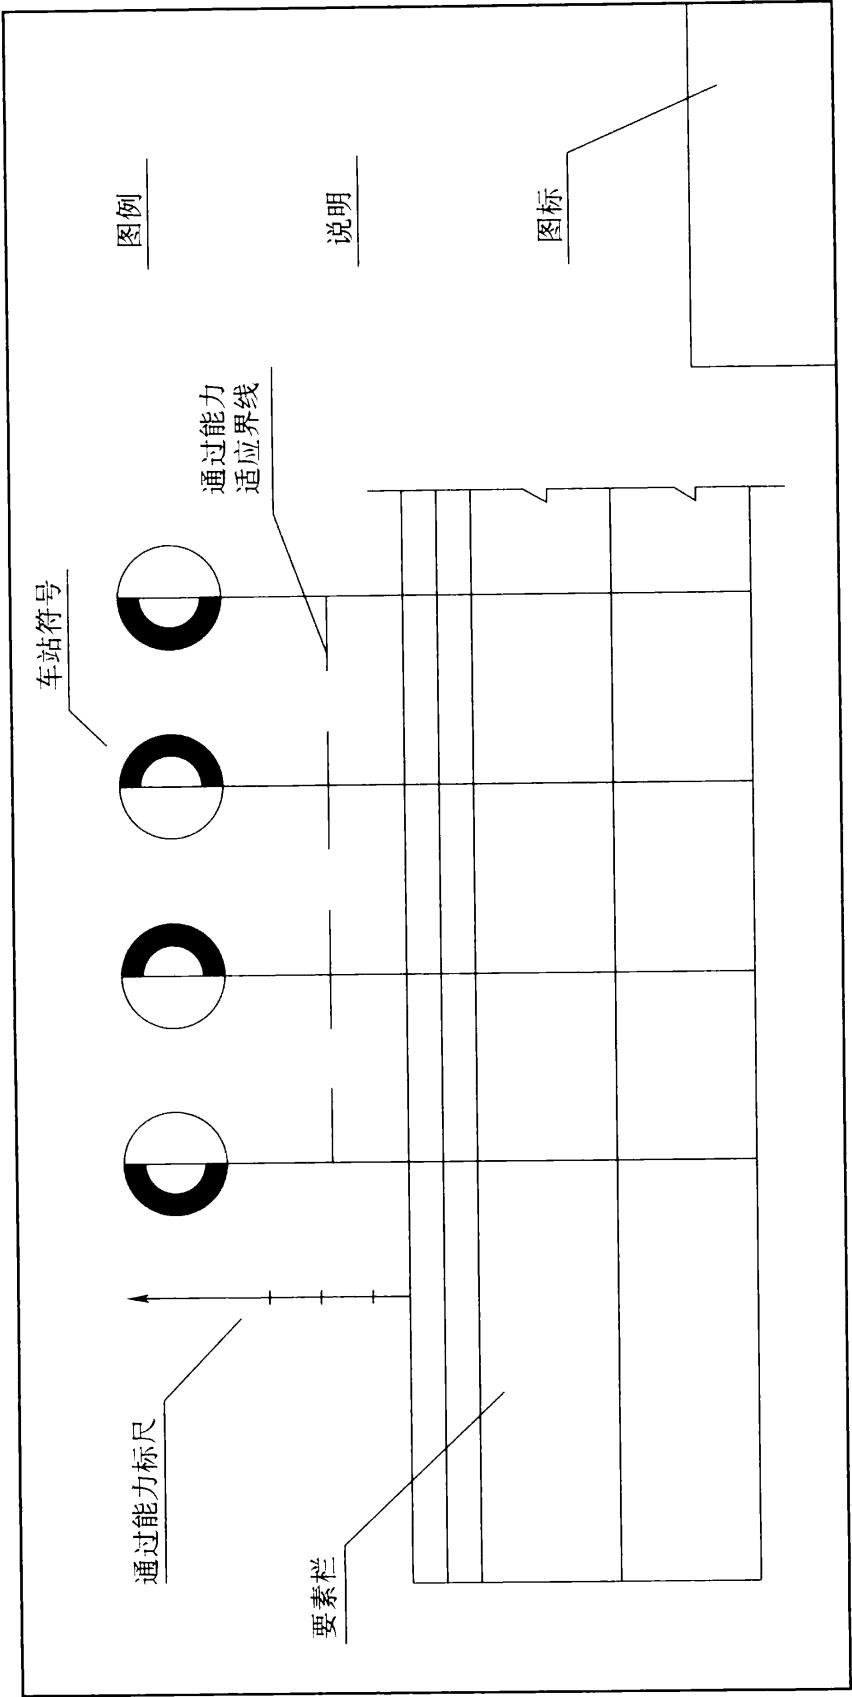 车站符号
图例
通过能力
适应界线
说明
通过能力标尺
要素栏
图标